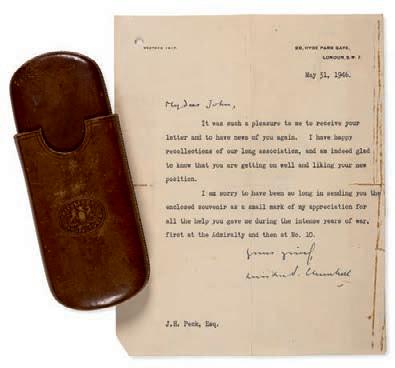 28, HYDE PARK GATE,
LONDON, S.W.7.
May 31, 1946.
My dear John,
It was such a pleasure to me to receive your
letter and to have news of you again. I have happy
recollections of our long association, and am indeed glad
to know that you are getting on well and liking your new
position.
I am sorry to have been so long in sending you the
enclosed souvenir as a small mark of my appreciation for
all the help you gave me during the intense years of war,
first at the Admiralty and then at No. 10.
Yours sincerely,
Winston S. Churchill
J.H. Peck, Esq.